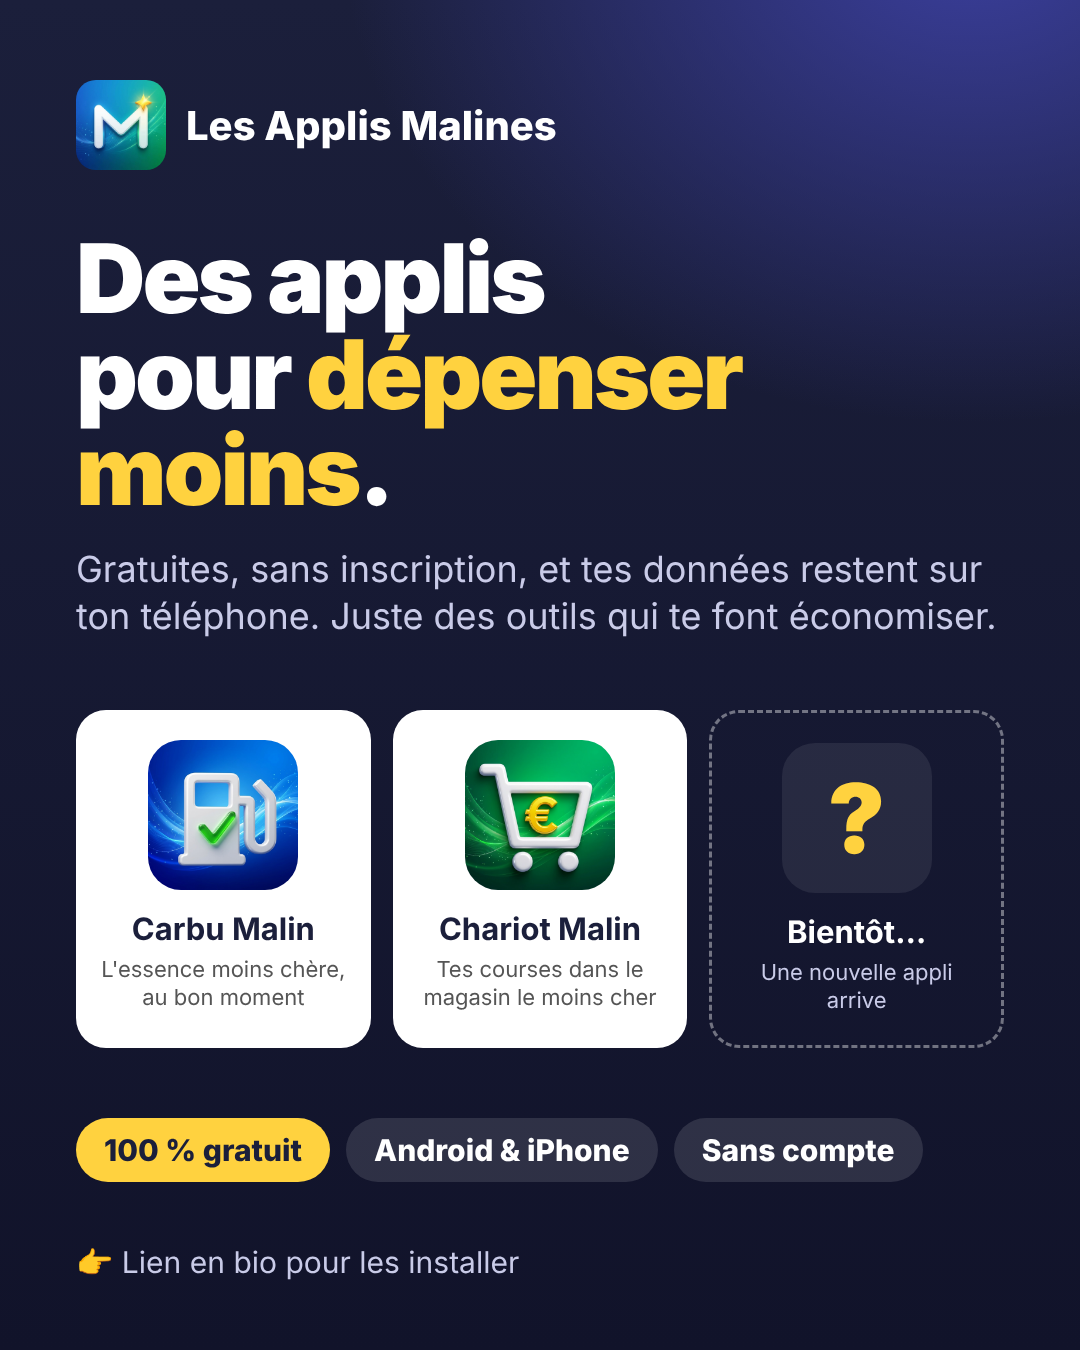 Les Applis Malines
Des applis
pour dépenser
moins.
Gratuites, sans inscription, et tes données restent sur
ton téléphone. Juste des outils qui te font économiser.
Carbu Malin
L'essence moins chère,
au bon moment
Chariot Malin
Tes courses dans le
magasin le moins cher
?
Bientôt...
Une nouvelle appli
arrive
100 % gratuit
Android & iPhone
Sans compte
👉 Lien en bio pour les installer